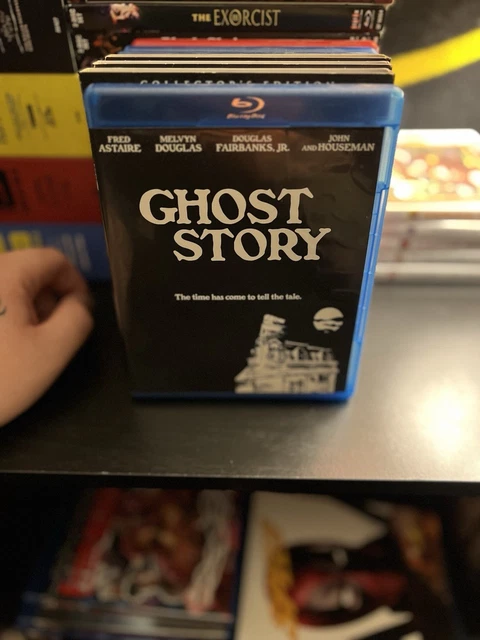 THE EXORCIST
COLLECTOR'S EDITION
Blu-ray Disc
FRED ASTAIRE
MELVYN DOUGLAS
DOUGLAS FAIRBANKS, JR.
JOHN AND HOUSEMAN
GHOST
STORY
The time has come to tell the tale.